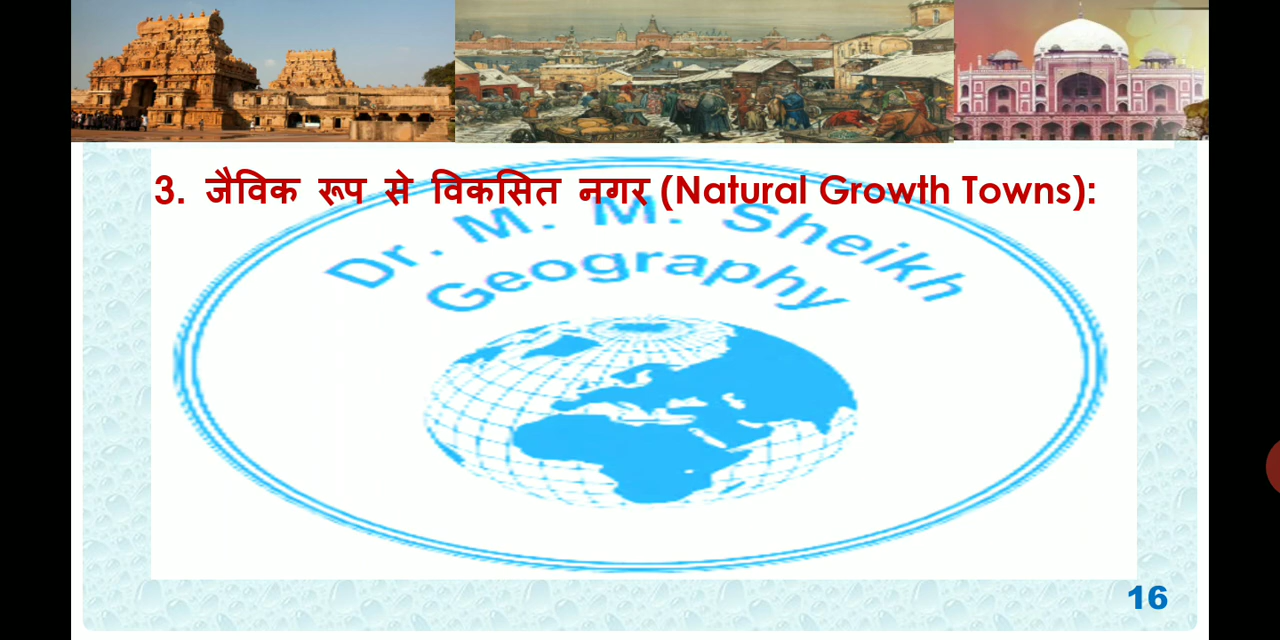 3. जैविक रूप से विकसित नगर (Natural Growth Towns):
Dr. M. M. Sheikh
Geography
16